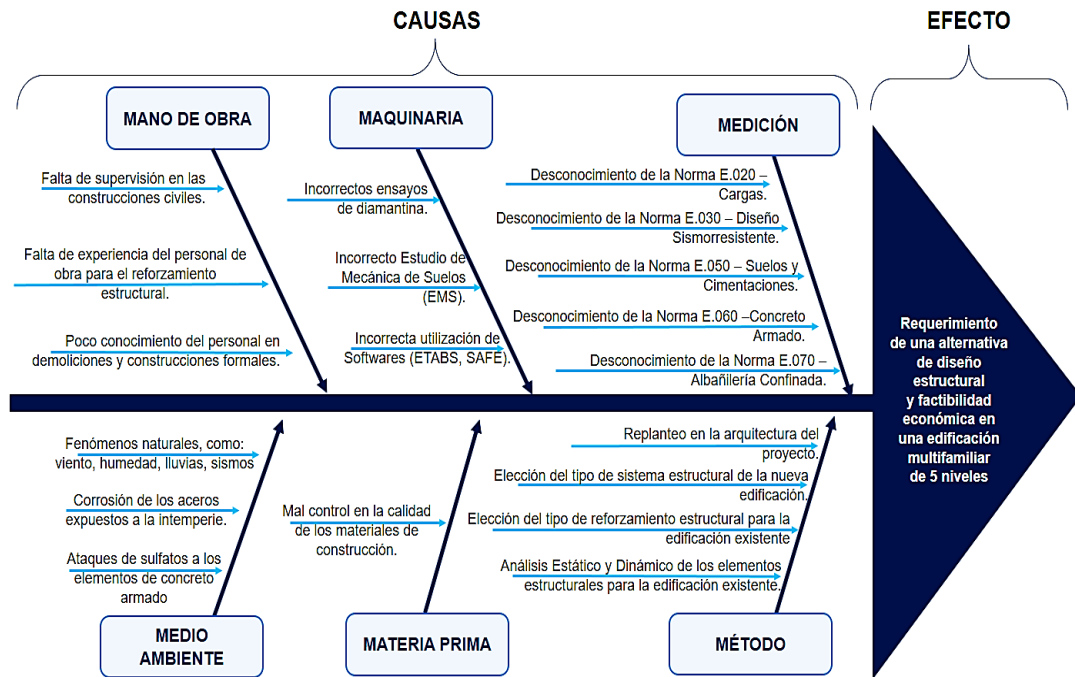 CAUSAS
EFECTO
MANO DE OBRA
MAQUINARIA
MEDICIÓN
Falta de supervisión en las
construcciones civiles.
Falta de experiencia del personal de
obra para el reforzamiento
estructural.
Poco conocimiento del personal en
demoliciones y construcciones formales.
Incorrectos ensayos
de diamantina.
Incorrecto Estudio de
Mecánica de Suelos
(EMS).
Incorrecta utilización de
Softwares (ETABS, SAFE).
Desconocimiento de la Norma E.020 –
Cargas.
Desconocimiento de la Norma E.030 – Diseño
Sismorresistente.
Desconocimiento de la Norma E.050 – Suelos y
Cimentaciones.
Desconocimiento de la Norma E.060 –Concreto
Armado.
Desconocimiento de la Norma E.070 –
Albañilería Confinada.
Requerimiento
de una alternativa
de diseño
estructural
y factibilidad
económica en
una edificación
multifamiliar
de 5 niveles
Fenómenos naturales, como:
viento, humedad, lluvias, sismos
Corrosión de los aceros
expuestos a la intemperie.
Ataques de sulfatos a los
elementos de concreto
armado
Mal control en la calidad
de los materiales de
construcción.
Replanteo en la arquitectura del
proyecto.
Elección del tipo de sistema estructural de la nueva
edificación.
Elección del tipo de reforzamiento estructural para la
edificación existente
Análisis Estático y Dinámico de los elementos
estructurales para la edificación existente.
MEDIO
AMBIENTE
MATERIA PRIMA
MÉTODO